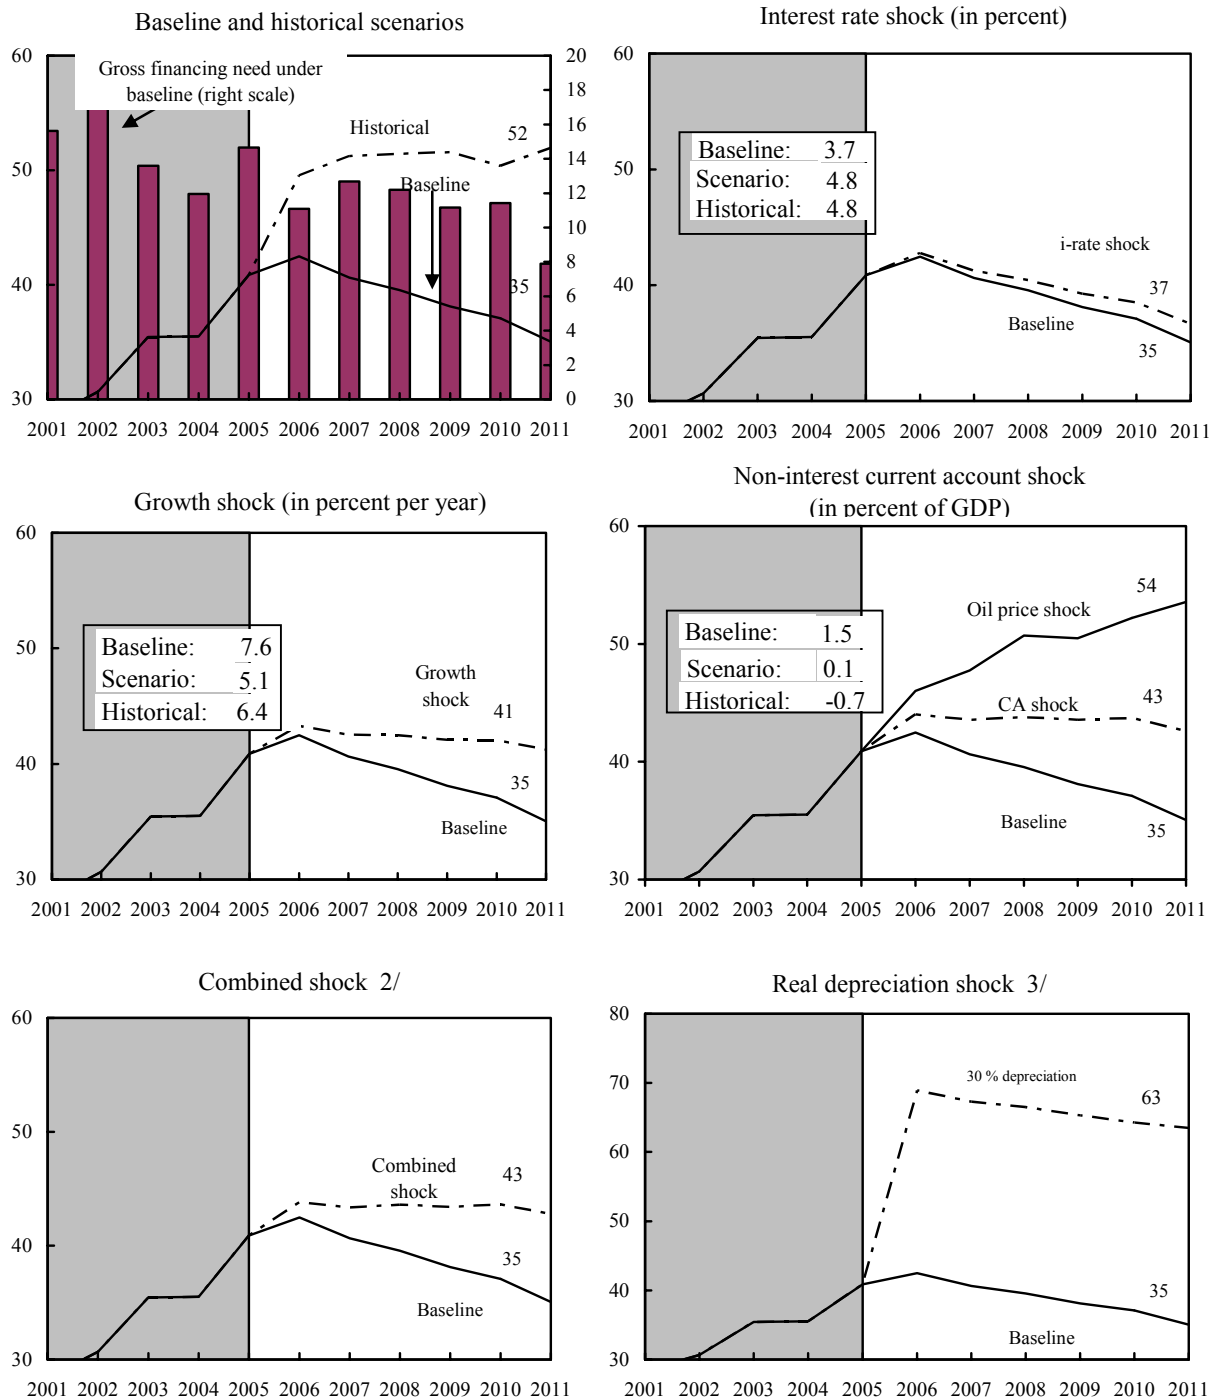 Baseline and historical scenarios
60
50
40
30
20
18
16
14
12
10
8
6
4
2
0
Gross financing need under
baseline (right scale)
Historical
52
Baseline
35
2001 2002 2003 2004 2005 2006 2007 2008 2009 2010 2011
Interest rate shock (in percent)
60
50
40
30
Baseline: 3.7
Scenario: 4.8
Historical: 4.8
i-rate shock
37
Baseline
35
2001 2002 2003 2004 2005 2006 2007 2008 2009 2010 2011
Growth shock (in percent per year)
60
50
40
30
Baseline: 7.6
Scenario: 5.1
Historical: 6.4
Growth
shock
41
35
Baseline
2001 2002 2003 2004 2005 2006 2007 2008 2009 2010 2011
Non-interest current account shock
(in percent of GDP)
60
50
40
30
Baseline: 1.5
Scenario: 0.1
Historical: -0.7
54
Oil price shock
43
CA shock
Baseline
35
2001 2002 2003 2004 2005 2006 2007 2008 2009 2010 2011
Combined shock 2/
60
50
40
30
Combined
shock
43
35
Baseline
2001 2002 2003 2004 2005 2006 2007 2008 2009 2010 2011
Real depreciation shock 3/
80
70
60
50
40
30
30 % depreciation
63
35
Baseline
2001 2002 2003 2004 2005 2006 2007 2008 2009 2010 2011